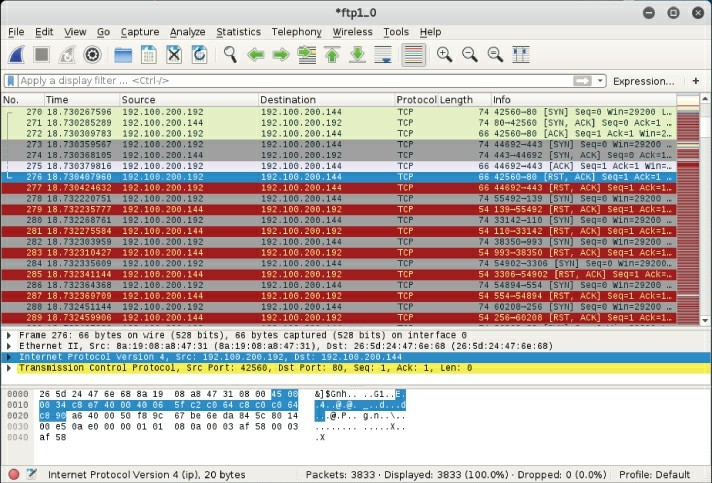 *ftp1_0
File Edit View Go Capture Analyze Statistics Telephony Wireless Tools Help
Apply a display filter ... <Ctrl-/> Expression... +
No. Time Source Destination Protocol Length Info
270 18.730267596 192.100.200.192 192.100.200.144 TCP 74 42560→80 [SYN] Seq=0 Win=29200 L...
271 18.730285289 192.100.200.144 192.100.200.192 TCP 74 80→42560 [SYN, ACK] Seq=0 Ack=1...
272 18.730309783 192.100.200.192 192.100.200.144 TCP 66 42560→80 [ACK] Seq=1 Ack=1 Win=2...
273 18.730359567 192.100.200.192 192.100.200.144 TCP 74 44692→443 [SYN] Seq=0 Win=29200 ...
274 18.730368105 192.100.200.144 192.100.200.192 TCP 74 443→44692 [SYN, ACK] Seq=0 Ack=1...
275 18.730379816 192.100.200.192 192.100.200.144 TCP 66 44692→443 [ACK] Seq=1 Ack=1 Win=...
276 18.730407960 192.100.200.192 192.100.200.144 TCP 66 42560→80 [RST, ACK] Seq=1 Ack=1 ...
277 18.730424632 192.100.200.192 192.100.200.144 TCP 66 44692→443 [RST, ACK] Seq=1 Ack=1...
278 18.732220751 192.100.200.192 192.100.200.144 TCP 74 55492→139 [SYN] Seq=0 Win=29200 ...
279 18.732235777 192.100.200.144 192.100.200.192 TCP 54 139→55492 [RST, ACK] Seq=1 Ack=1...
280 18.732268761 192.100.200.192 192.100.200.144 TCP 74 33142→110 [SYN] Seq=0 Win=29200 ...
281 18.732275584 192.100.200.144 192.100.200.192 TCP 54 110→33142 [RST, ACK] Seq=1 Ack=1...
282 18.732303959 192.100.200.192 192.100.200.144 TCP 74 38350→993 [SYN] Seq=0 Win=29200 ...
283 18.732310427 192.100.200.144 192.100.200.192 TCP 54 993→38350 [RST, ACK] Seq=1 Ack=1...
284 18.732335609 192.100.200.192 192.100.200.144 TCP 74 54902→3306 [SYN] Seq=0 Win=29200...
285 18.732341144 192.100.200.144 192.100.200.192 TCP 54 3306→54902 [RST, ACK] Seq=1 Ack=...
286 18.732364368 192.100.200.192 192.100.200.144 TCP 74 54894→554 [SYN] Seq=0 Win=29200 ...
287 18.732369709 192.100.200.144 192.100.200.192 TCP 54 554→54894 [RST, ACK] Seq=1 Ack=1...
288 18.732451144 192.100.200.192 192.100.200.144 TCP 74 60208→256 [SYN] Seq=0 Win=29200 ...
289 18.732459906 192.100.200.144 192.100.200.192 TCP 54 256→60208 [RST, ACK] Seq=1 Ack=1...
Frame 276: 66 bytes on wire (528 bits), 66 bytes captured (528 bits) on interface 0
Ethernet II, Src: 8a:19:08:a8:47:31 (8a:19:08:a8:47:31), Dst: 26:5d:24:47:6e:68 (26:5d:24:47:6e:68)
Internet Protocol Version 4, Src: 192.100.200.192, Dst: 192.100.200.144
Transmission Control Protocol, Src Port: 42560, Dst Port: 80, Seq: 1, Ack: 1, Len: 0
0000 26 5d 24 47 6e 68 8a 19 08 a8 47 31 08 00 45 00 &]$Gnh.. ..G1..E.
0010 00 34 c8 e7 40 00 40 06 5f c2 c0 64 c8 c0 c0 64 .4..@.@. _..d...d
0020 c8 90 a6 40 00 50 f8 9c 67 be 6e da 84 5c 80 14 ...@.P.. g.n..\..
0030 00 e5 0a e0 00 00 01 01 08 0a 00 03 af 58 00 03 ........ .....X..
0040 af 58 .X
Internet Protocol Version 4 (ip), 20 bytes Packets: 3833 · Displayed: 3833 (100.0%) · Dropped: 0 (0.0%) Profile: Default